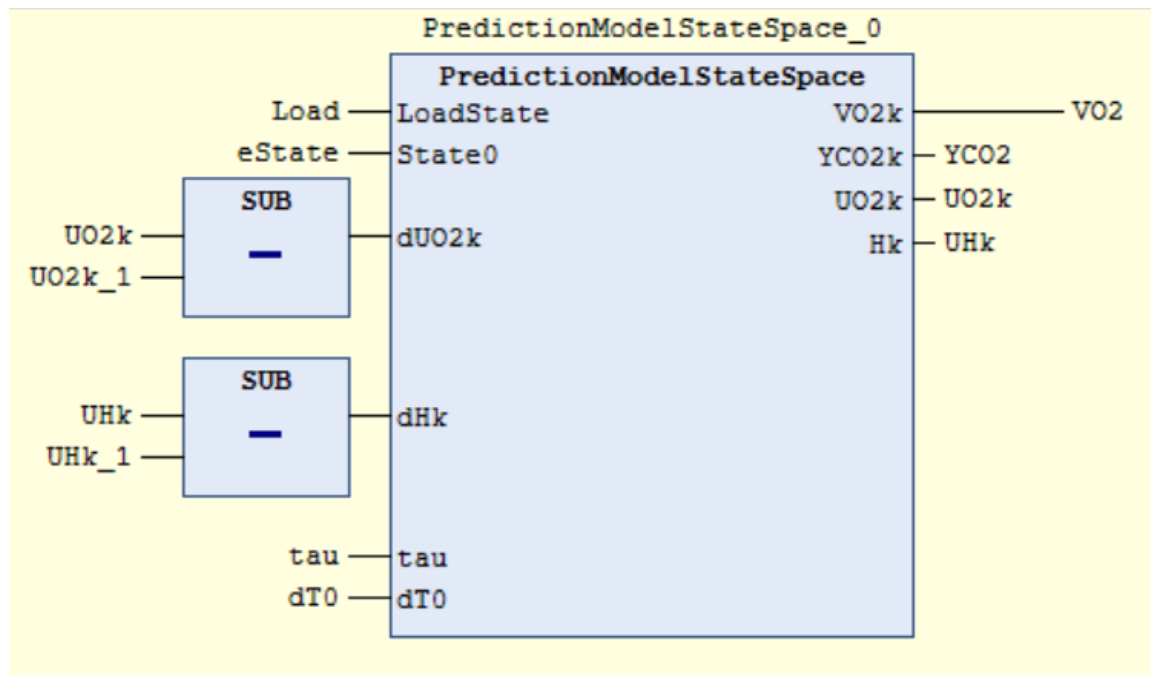 PredictionModelStateSpace_0
PredictionModelStateSpace
Load LoadState VO2k VO2
eState State0 YCO2k YCO2
SUB UO2k UO2k
UO2k dUO2k Hk UHk
UO2k_1
SUB
UHk dHk
UHk_1
tau tau
dT0 dT0